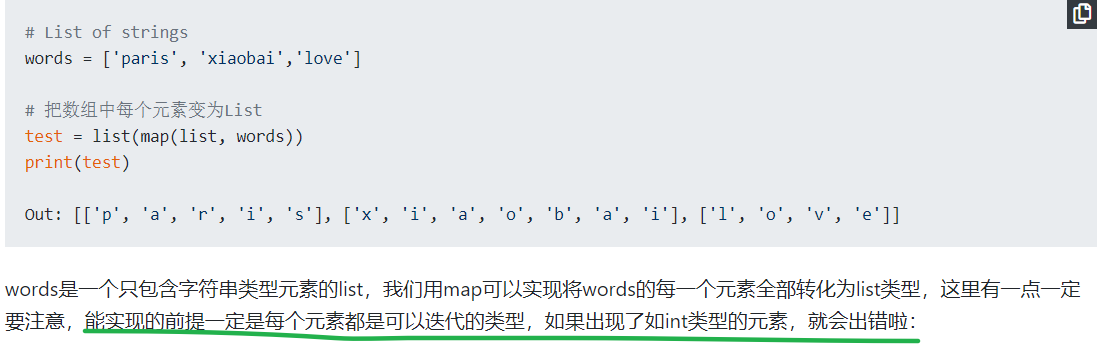 # List of strings
words = ['paris', 'xiaobai','love']
# 把数组中每个元素变为List
test = list(map(list, words))
print(test)
Out: [['p', 'a', 'r', 'i', 's'], ['x', 'i', 'a', 'o', 'b', 'a', 'i'], ['l', 'o', 'v', 'e']]
words是一个只包含字符串类型元素的list，我们用map可以实现将words的每一个元素全部转化为list类型，这里有一点一定
要注意，能实现的前提一定是每个元素都是可以迭代的类型，如果出现了如int类型的元素，就会出错啦：